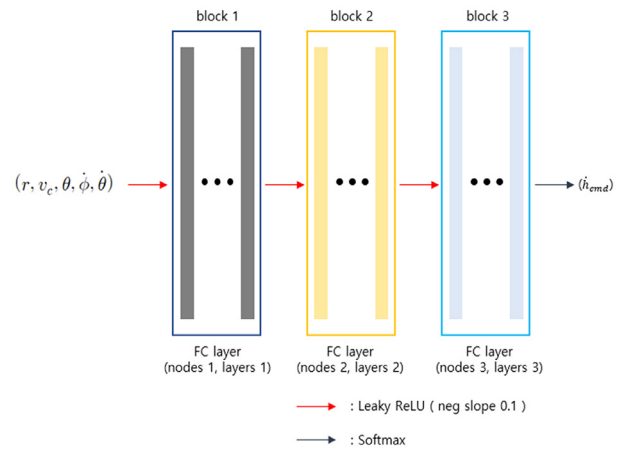 block 1 block 2 block 3
(r, v_c, θ, ϕ̇, θ̇) ••• ••• ••• (ḣ_cmd)
FC layer FC layer FC layer
(nodes 1, layers 1) (nodes 2, layers 2) (nodes 3, layers 3)
: Leaky ReLU ( neg slope 0.1 )
: Softmax